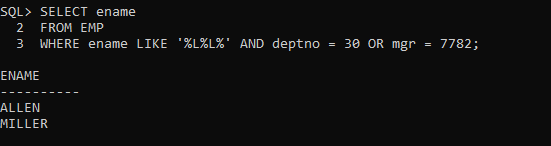 SQL> SELECT ename
  2  FROM EMP
  3  WHERE ename LIKE '%L%L%' AND deptno = 30 OR mgr = 7782;
ENAME
----------
ALLEN
MILLER